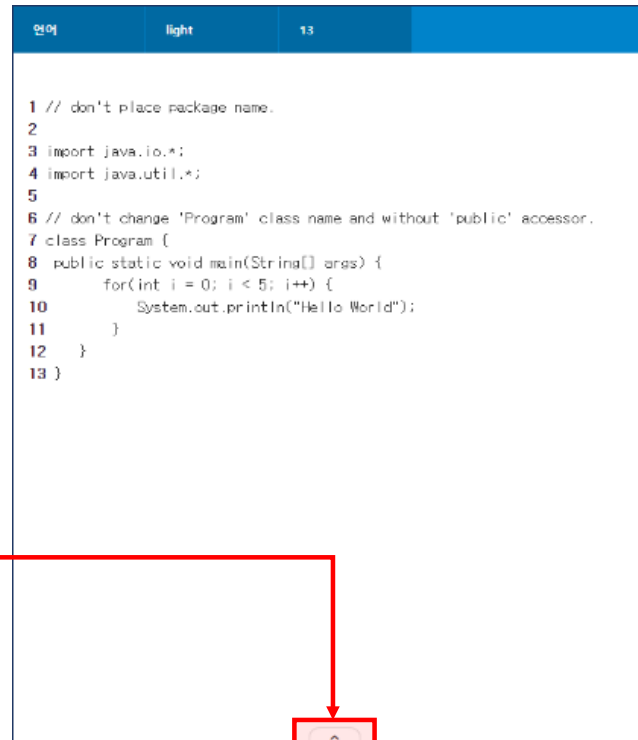 언어 light 13
1 // don't place package name.
2
3 import java.io.*;
4 import java.util.*;
5
6 // don't change 'Program' class name and without 'public' accessor.
7 class Program {
8 public static void main(String[] args) {
9 for(int i = 0; i < 5; i++) {
10 System.out.println("Hello World");
11 }
12 }
13 }